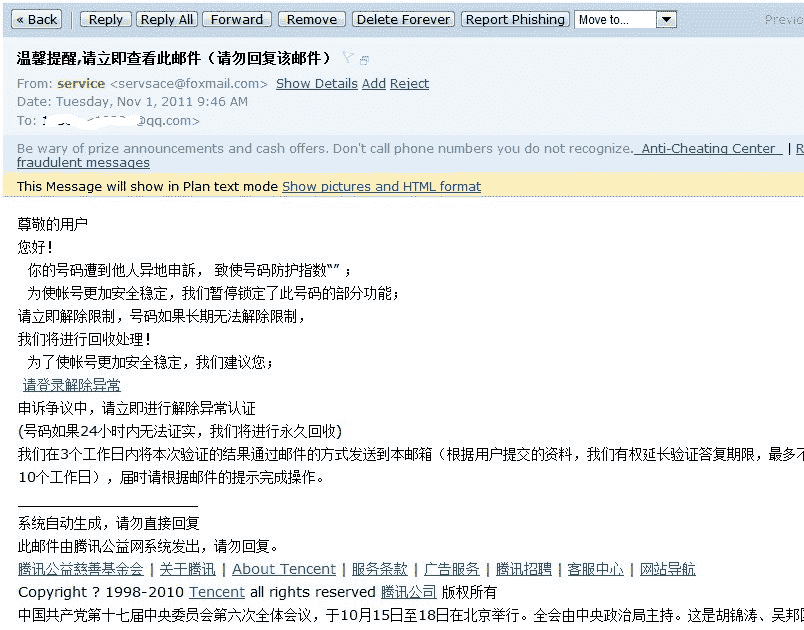 « Back Reply Reply All Forward Remove Delete Forever Report Phishing Move to... Previo
温馨提醒,请立即查看此邮件（请勿回复该邮件）
From: service <servsace@foxmail.com> Show Details Add Reject
Date: Tuesday, Nov 1, 2011 9:46 AM
To: @qq.com>
Be wary of prize announcements and cash offers. Don't call phone numbers you do not recognize. Anti-Cheating Center | R
fraudulent messages
This Message will show in Plan text mode Show pictures and HTML format
尊敬的用户
您好！
你的号码遭到他人异地申訴， 致使号码防护指数“” ；
为使帐号更加安全稳定，我们暂停锁定了此号码的部分功能；
请立即解除限制，号码如果长期无法解除限制，
我们将进行回收处理！
为了使帐号更加安全稳定，我们建议您；
请登录解除异常
申诉争议中，请立即进行解除异常认证
(号码如果24小时内无法证实，我们将进行永久回收)
我们在3个工作日内将本次验证的结果通过邮件的方式发送到本邮箱（根据用户提交的资料，我们有权延长验证答复期限，最多不
10个工作日），届时请根据邮件的提示完成操作。
系统自动生成，请勿直接回复
此邮件由腾讯公益网系统发出，请勿回复。
腾讯公益慈善基金会 | 关于腾讯 | About Tencent | 服务条款 | 广告服务 | 腾讯招聘 | 客服中心 | 网站导航
Copyright ? 1998-2010 Tencent all rights reserved 腾讯公司 版权所有
中国共产党第十七届中央委员会第六次全体会议，于10月15日至18日在北京举行。全会由中央政治局主持。这是胡锦涛、吴邦国